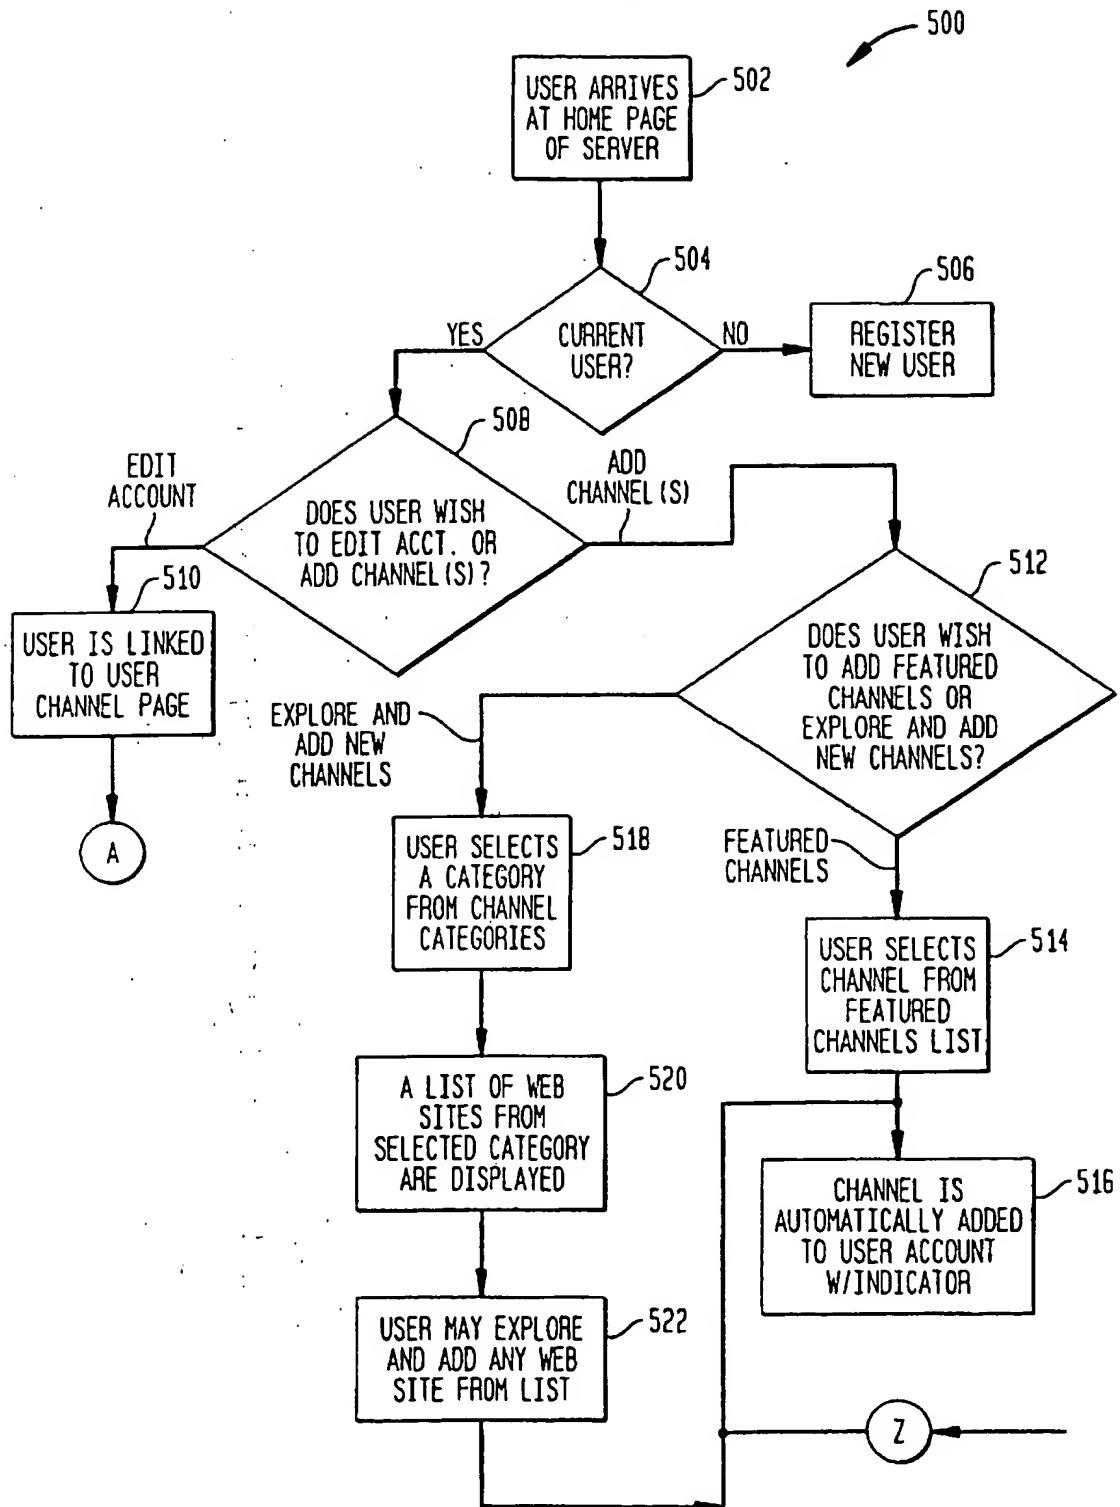 500
USER ARRIVES
AT HOME PAGE
OF SERVER
502
504
CURRENT
USER?
YES
NO
506
REGISTER
NEW USER
508
DOES USER WISH
TO EDIT ACCT. OR
ADD CHANNEL(S)?
EDIT
ACCOUNT
ADD
CHANNEL(S)
510
USER IS LINKED
TO USER
CHANNEL PAGE
A
512
DOES USER WISH
TO ADD FEATURED
CHANNELS OR
EXPLORE AND ADD
NEW CHANNELS?
EXPLORE AND
ADD NEW
CHANNELS
FEATURED
CHANNELS
USER SELECTS
A CATEGORY
FROM CHANNEL
CATEGORIES
518
USER SELECTS
CHANNEL FROM
FEATURED
CHANNELS LIST
514
A LIST OF WEB
SITES FROM
SELECTED CATEGORY
ARE DISPLAYED
520
CHANNEL IS
AUTOMATICALLY ADDED
TO USER ACCOUNT
W/INDICATOR
516
USER MAY EXPLORE
AND ADD ANY WEB
SITE FROM LIST
522
Z